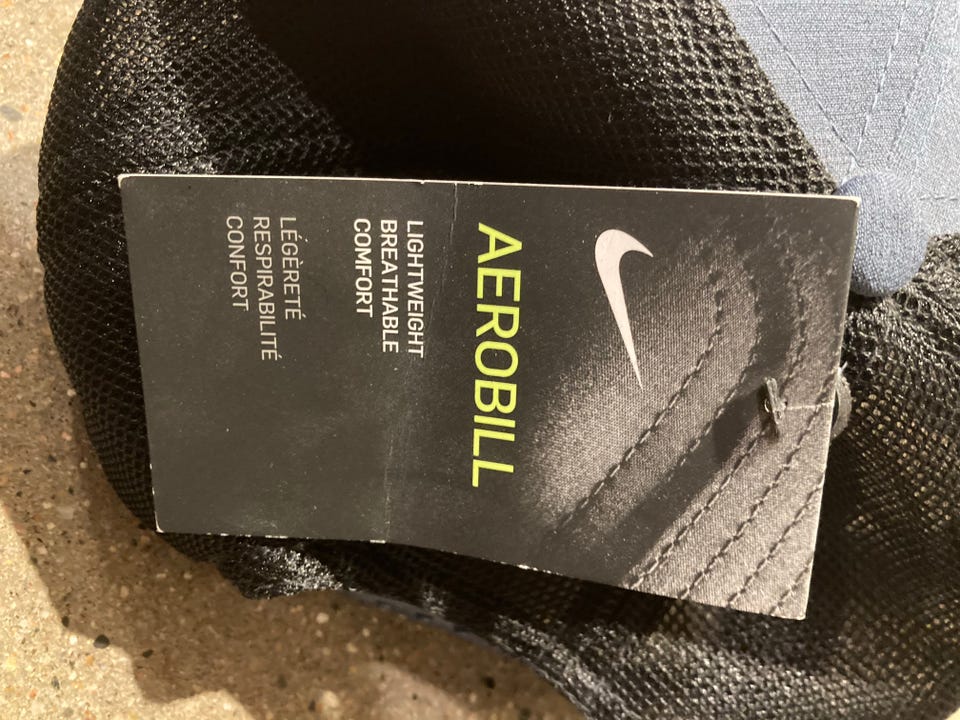 AEROBILL
LIGHTWEIGHT
BREATHABLE
COMFORT
LÉGÈRETÉ
RESPIRABILITÉ
CONFORT